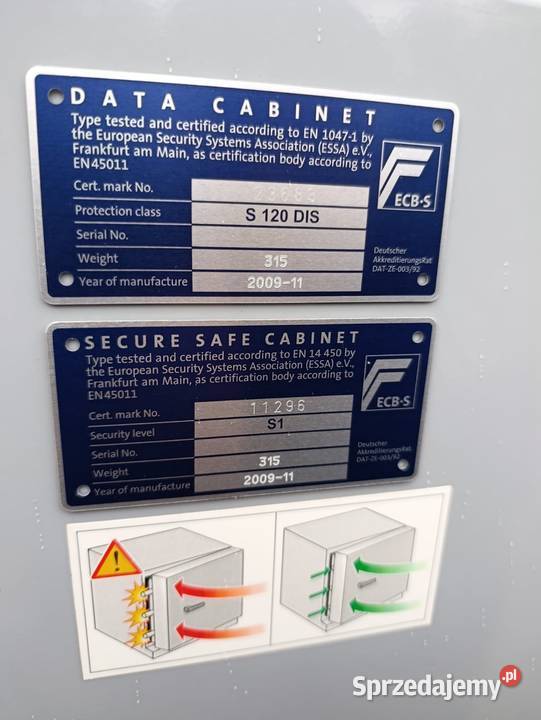 DATA CABINET
Type tested and certified according to EN 1047-1 by
the European Security Systems Association (ESSA) e.V.,
Frankfurt am Main, as certification body according to
EN45011
Cert. mark No.
Protection class S 120 DIS
Serial No.
Weight 315
Year of manufacture 2009-11
ECB·S
Deutscher
AkkreditierungsRat
DAT-ZE-003/92
SECURE SAFE CABINET
Type tested and certified according to EN 14 450 by
the European Security Systems Association (ESSA) e.V.,
Frankfurt am Main, as certification body according to
EN45011
Cert. mark No. 11296
Security level S1
Serial No.
Weight 315
Year of manufacture 2009-11
ECB·S
Deutscher
AkkreditierungsRat
DAT-ZE-003/92
Sprzedajemy.pl